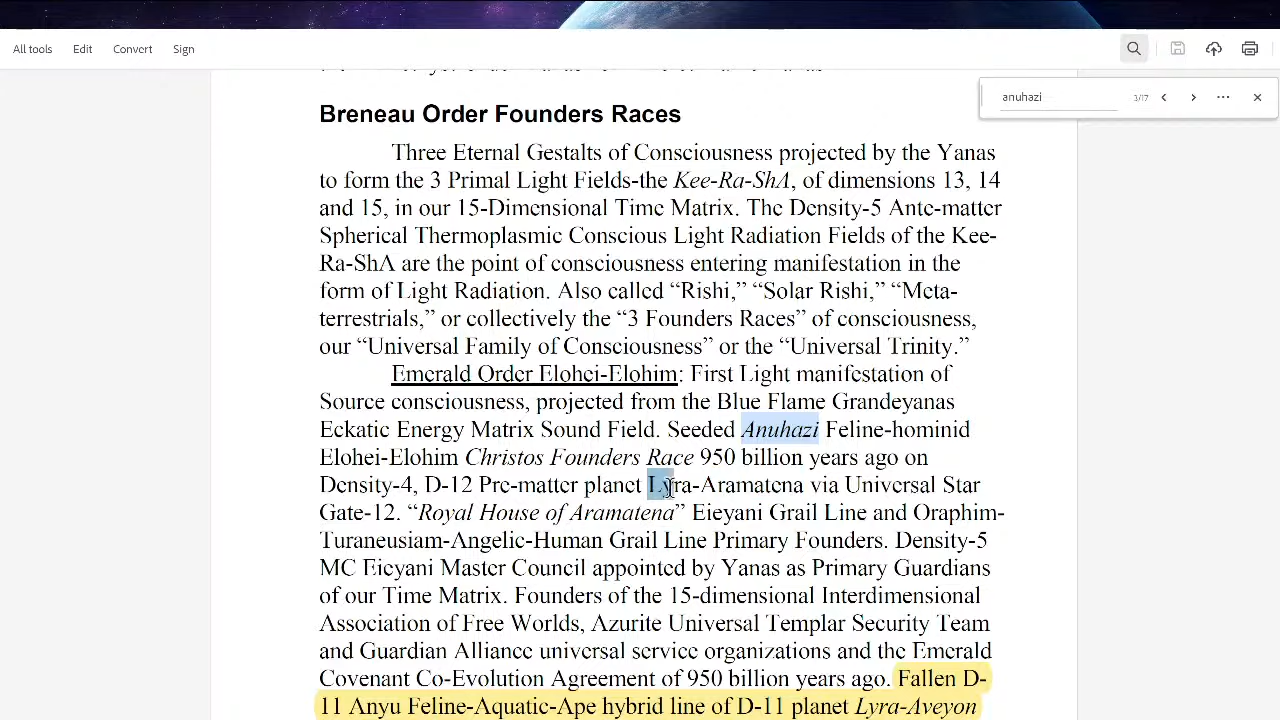 All tools Edit Convert Sign
anuhazi 3/17
Breneau Order Founders Races
Three Eternal Gestalts of Consciousness projected by the Yanas
to form the 3 Primal Light Fields-the Kee-Ra-ShA, of dimensions 13, 14
and 15, in our 15-Dimensional Time Matrix. The Density-5 Ante-matter
Spherical Thermoplasmic Conscious Light Radiation Fields of the Kee-
Ra-ShA are the point of consciousness entering manifestation in the
form of Light Radiation. Also called “Rishi,” “Solar Rishi,” “Meta-
terrestrials,” or collectively the “3 Founders Races” of consciousness,
our “Universal Family of Consciousness” or the “Universal Trinity.”
Emerald Order Elohei-Elohim: First Light manifestation of
Source consciousness, projected from the Blue Flame Grandeyanas
Eckatic Energy Matrix Sound Field. Seeded Anuhazi Feline-hominid
Elohei-Elohim Christos Founders Race 950 billion years ago on
Density-4, D-12 Pre-matter planet Lyra-Aramatena via Universal Star
Gate-12. “Royal House of Aramatena” Eieyani Grail Line and Oraphim-
Turaneusiam-Angelic-Human Grail Line Primary Founders. Density-5
MC Eieyani Master Council appointed by Yanas as Primary Guardians
of our Time Matrix. Founders of the 15-dimensional Interdimensional
Association of Free Worlds, Azurite Universal Templar Security Team
and Guardian Alliance universal service organizations and the Emerald
Covenant Co-Evolution Agreement of 950 billion years ago. Fallen D-
11 Anyu Feline-Aquatic-Ape hybrid line of D-11 planet Lyra-Aveyon